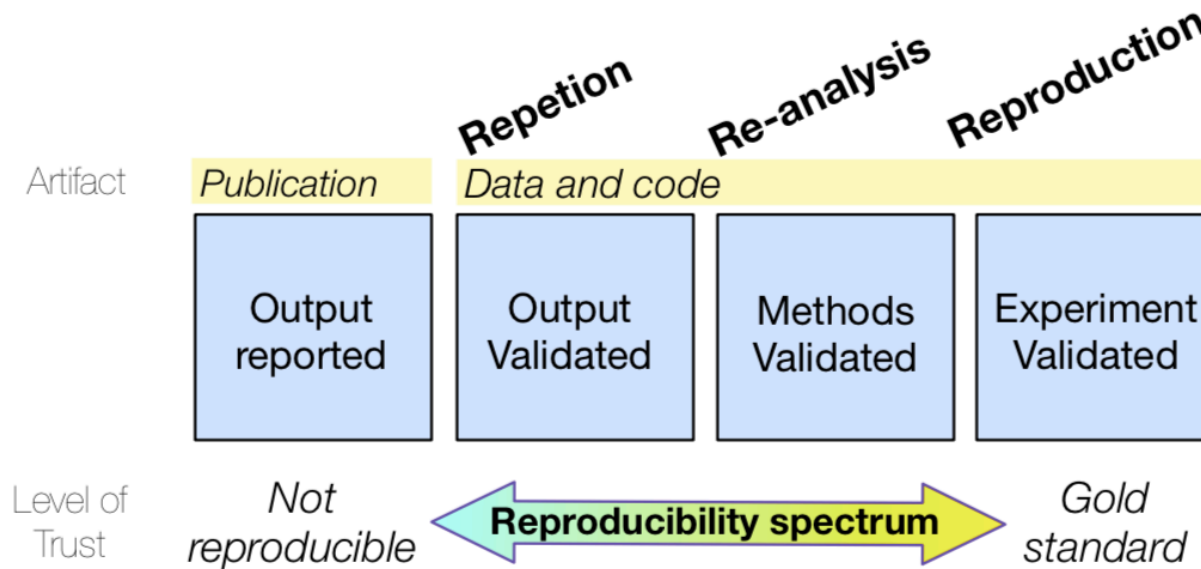 Repetion
Re-analysis
Reproduction
Artifact
Publication
Data and code
Output
reported
Output
Validated
Methods
Validated
Experiment
Validated
Level of
Trust
Not
reproducible
Reproducibility spectrum
Gold
standard